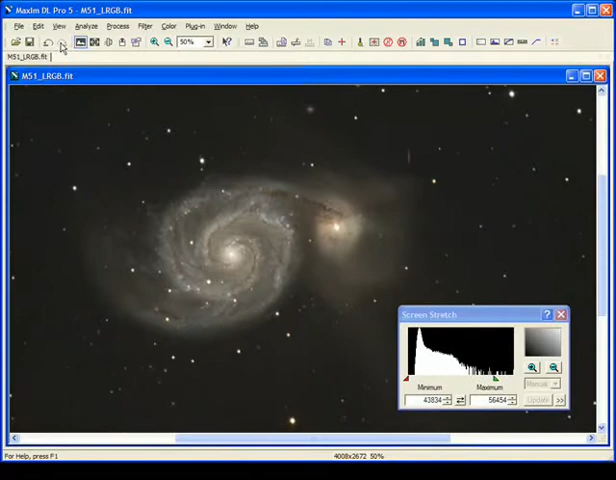 MaxIm DL Pro 5 - M51_LRGB.fit
File Edit View Analyze Process Filter Color Plug-in Window Help
50%
M51_LRGB.fit
M51_LRGB.fit
Screen Stretch
Minimum Maximum
43834 56454
Manual
Update >>
For Help, press F1 4008x2672 50%